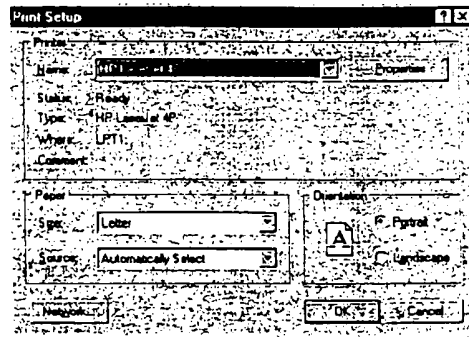 Print Setup
Printer
Name:
Properties
Status: Ready
Type: HP LaserJet 4P
Where: LPT1:
Comment:
Paper
Size: Letter
Source: Automatically Select
Orientation
A
Portrait
Landscape
Network...
OK
Cancel